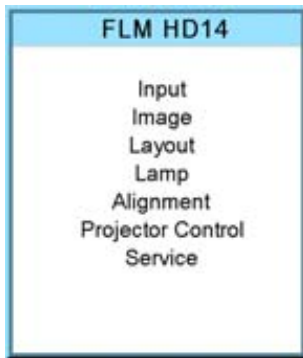 FLM HD14
Input
Image
Layout
Lamp
Alignment
Projector Control
Service